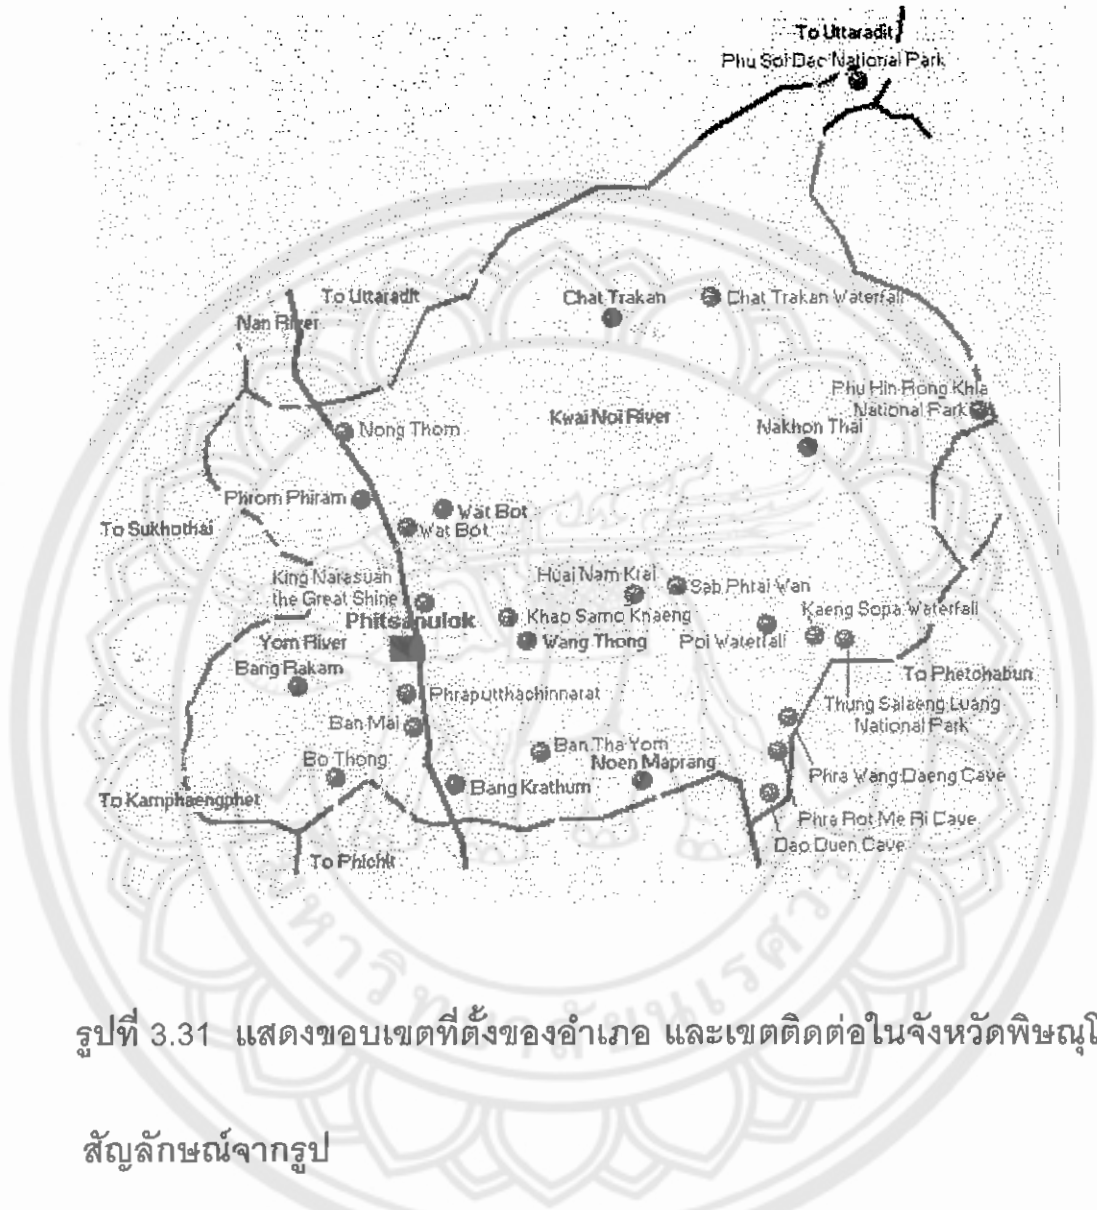 To Uttaradit
Phu Soi Dao National Park
To Uttaradit
Nan River
Chat Trakan
Chat Trakan Waterfall
Phu Hin Rong Khla
National Park
Kwai Noi River
Nakhon Thai
Nong Thom
Phrom Phiram
Wat Bot
Wat Bot
To Sukhothai
King Narasuan
the Great Shine
Huai Nam Krai
Sab Phrai Wan
Kaeng Sopa Waterfall
Phitsanulok
Khao Samo Knaeng
Wang Thong
Poi Waterfall
Yom River
Bang Rakam
To Phetchabun
Phraputthachinnarat
Thung Salaeng Luang
National Park
Ban Mai
Bo Thong
Ban Tha Yom
Noen Maprang
Bang Krathum
Phra Wang Daeng Cave
To Kamphaengphet
Phra Rot Me Ri Cave
Dao Duen Cave
To Phichit
รูปที่ 3.31 แสดงขอบเขตที่ตั้งของอำเภอ และเขตติดต่อในจังหวัดพิษณุโ
สัญลักษณ์จากรูป